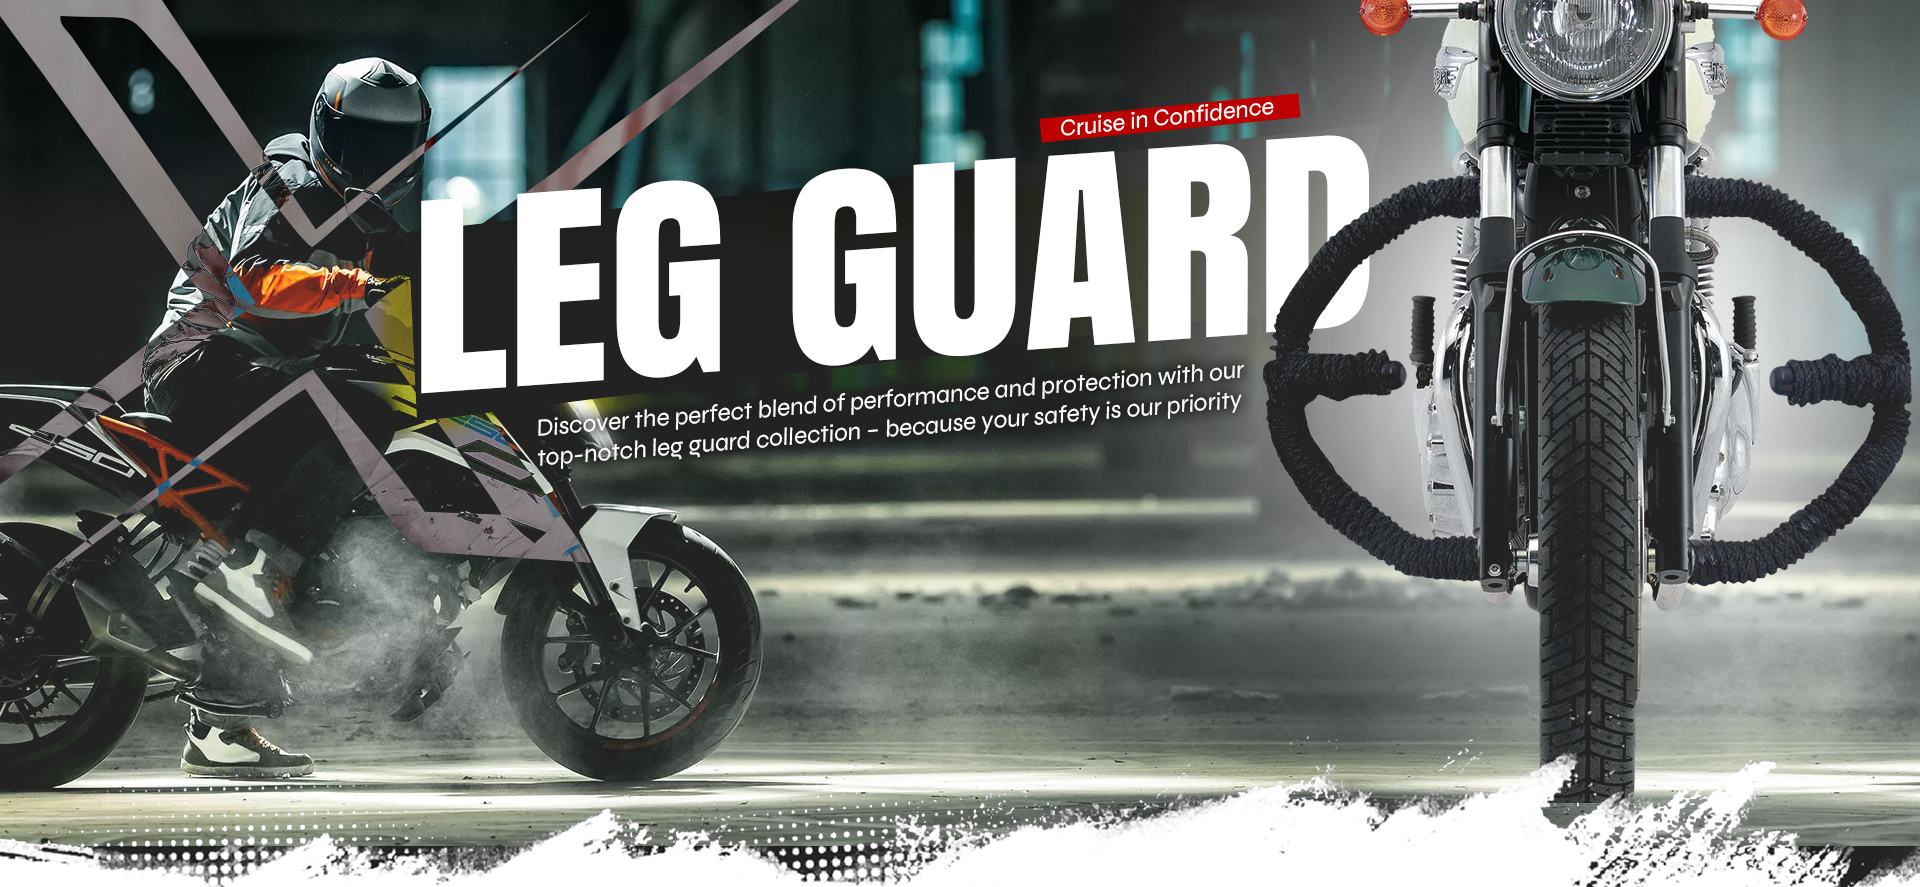 Cruise in Confidence
LEG GUARD
Discover the perfect blend of performance and protection with our
top-notch leg guard collection – because your safety is our priority
250